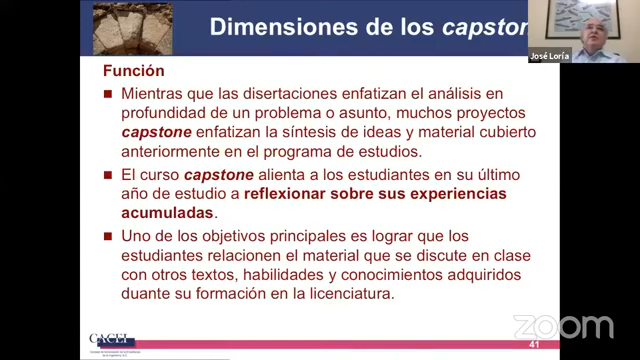 Dimensiones de los capston
José Loría
Función
Mientras que las disertaciones enfatizan el análisis en
profundidad de un problema o asunto, muchos proyectos
capstone enfatizan la síntesis de ideas y material cubierto
anteriormente en el programa de estudios.
El curso capstone alienta a los estudiantes en su último
año de estudio a reflexionar sobre sus experiencias
acumuladas.
Uno de los objetivos principales es lograr que los
estudiantes relacionen el material que se discute en clase
con otros textos, habilidades y conocimientos adquiridos
duante su formación en la licenciatura.
CACEI
41
zoom